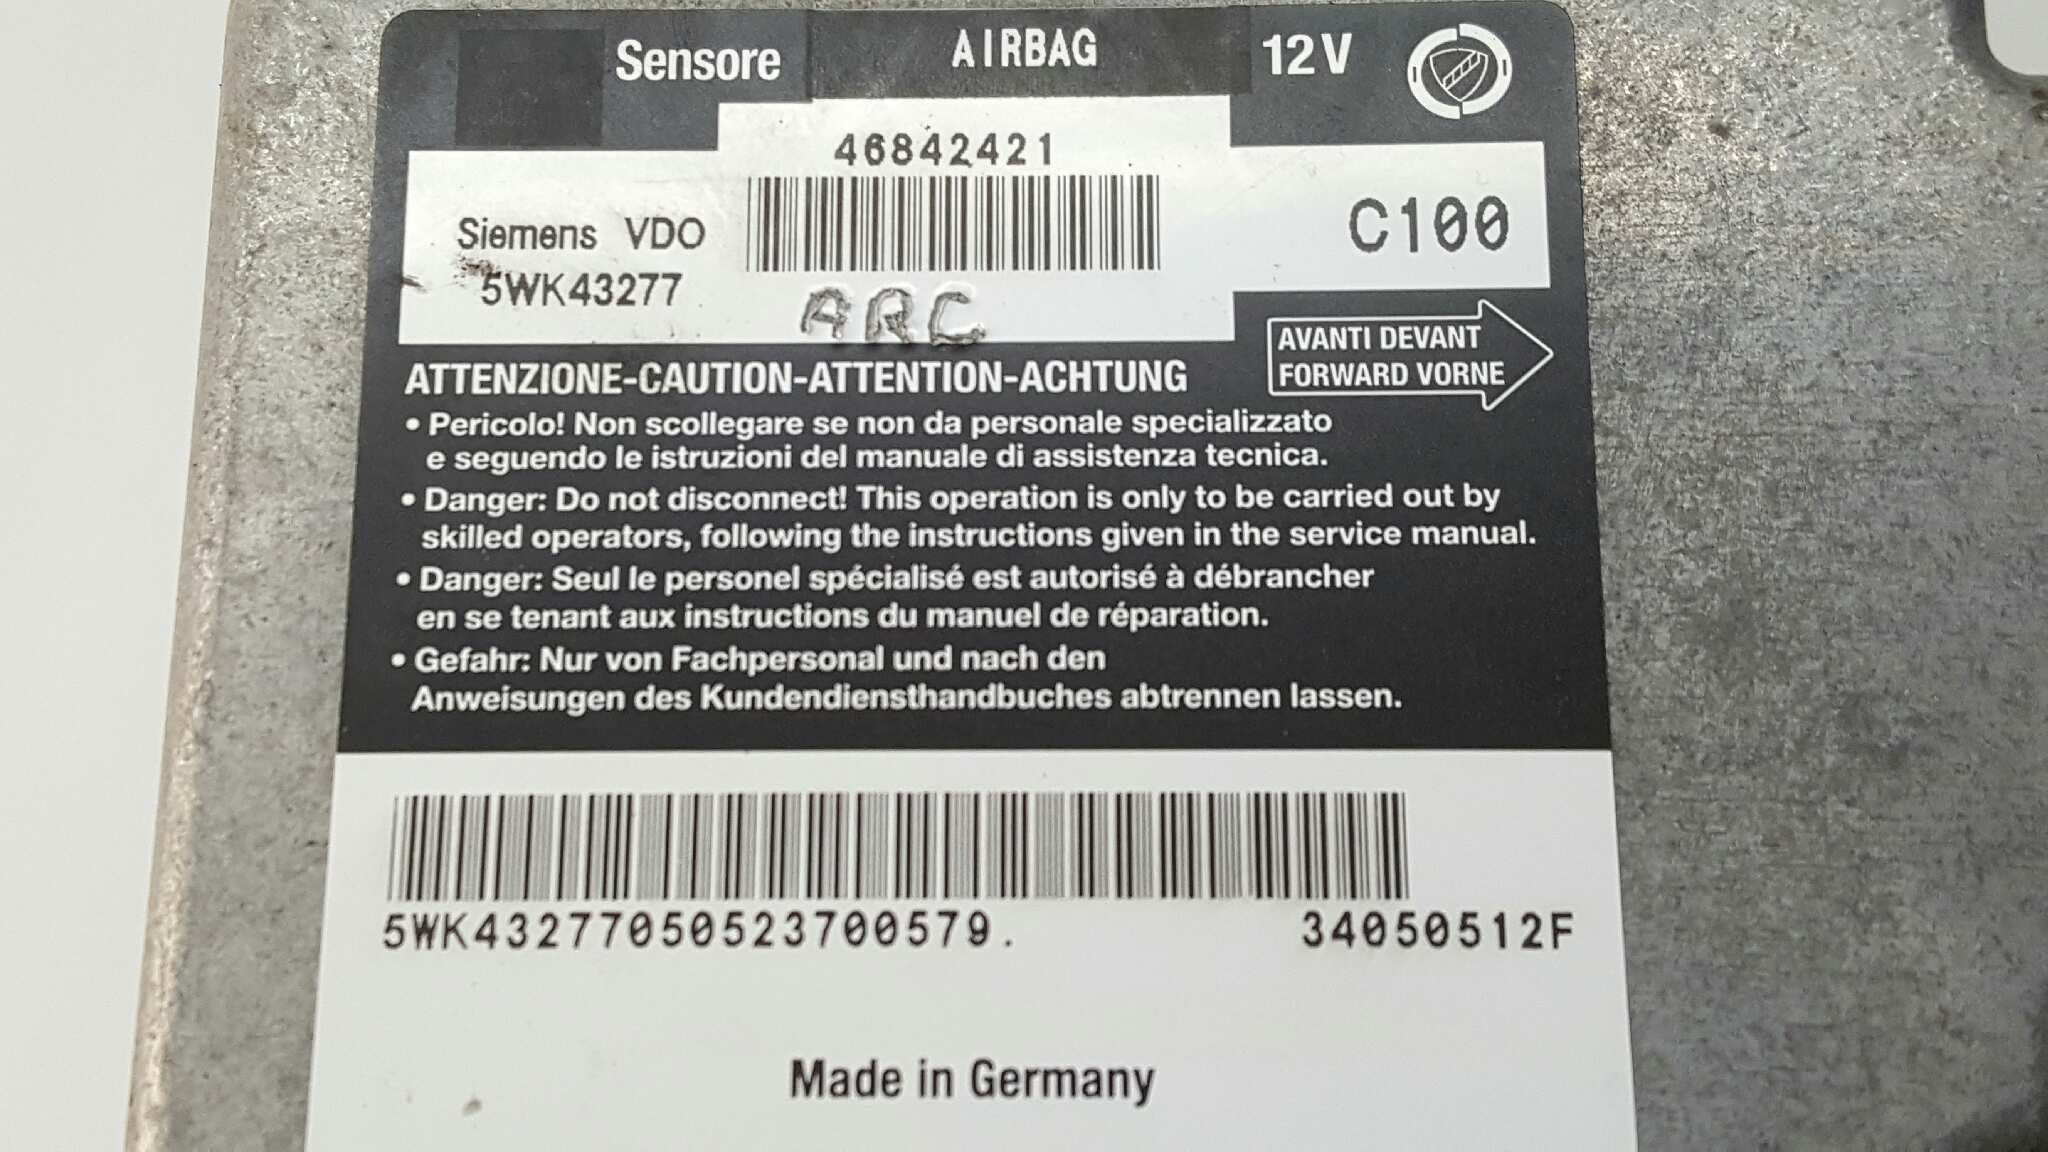 Sensore AIRBAG 12V
46842421
Siemens VDO
5WK43277
C100
ARC
AVANTI DEVANT
FORWARD VORNE
ATTENZIONE-CAUTION-ATTENTION-ACHTUNG
• Pericolo! Non scollegare se non da personale specializzato
e seguendo le istruzioni del manuale di assistenza tecnica.
• Danger: Do not disconnect! This operation is only to be carried out by
skilled operators, following the instructions given in the service manual.
• Danger: Seul le personel spécialisé est autorisé à débrancher
en se tenant aux instructions du manuel de réparation.
• Gefahr: Nur von Fachpersonal und nach den
Anweisungen des Kundendiensthandbuches abtrennen lassen.
5WK43277050523700579. 34050512F
Made in Germany